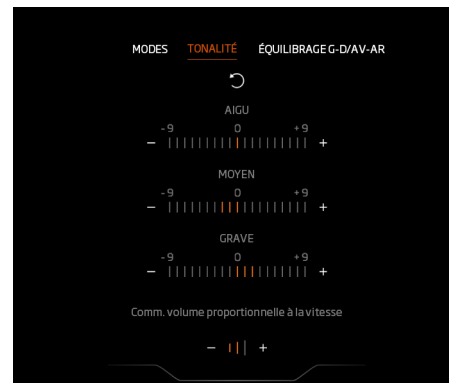 MODES TONALITÉ ÉQUILIBRAGE G-D/AV-AR
AIGU
-9 0 +9
− +
MOYEN
-9 0 +9
− +
GRAVE
-9 0 +9
− +
Comm. volume proportionnelle à la vitesse
− +